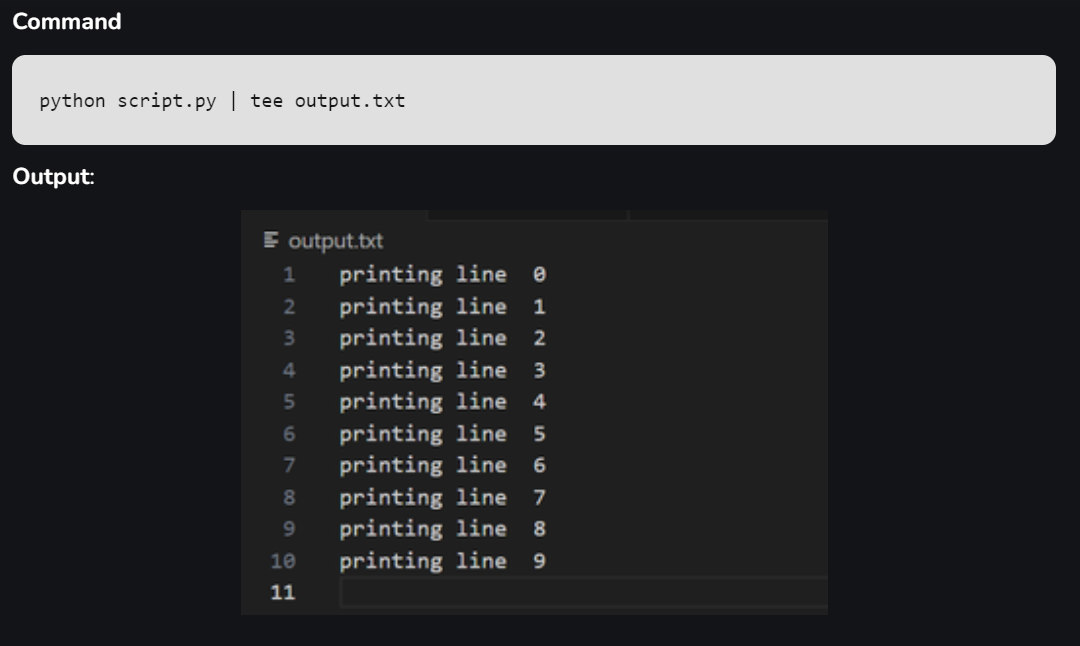 Command
python script.py | tee output.txt
Output:
output.txt
1 printing line  0
2 printing line  1
3 printing line  2
4 printing line  3
5 printing line  4
6 printing line  5
7 printing line  6
8 printing line  7
9 printing line  8
10 printing line  9
11